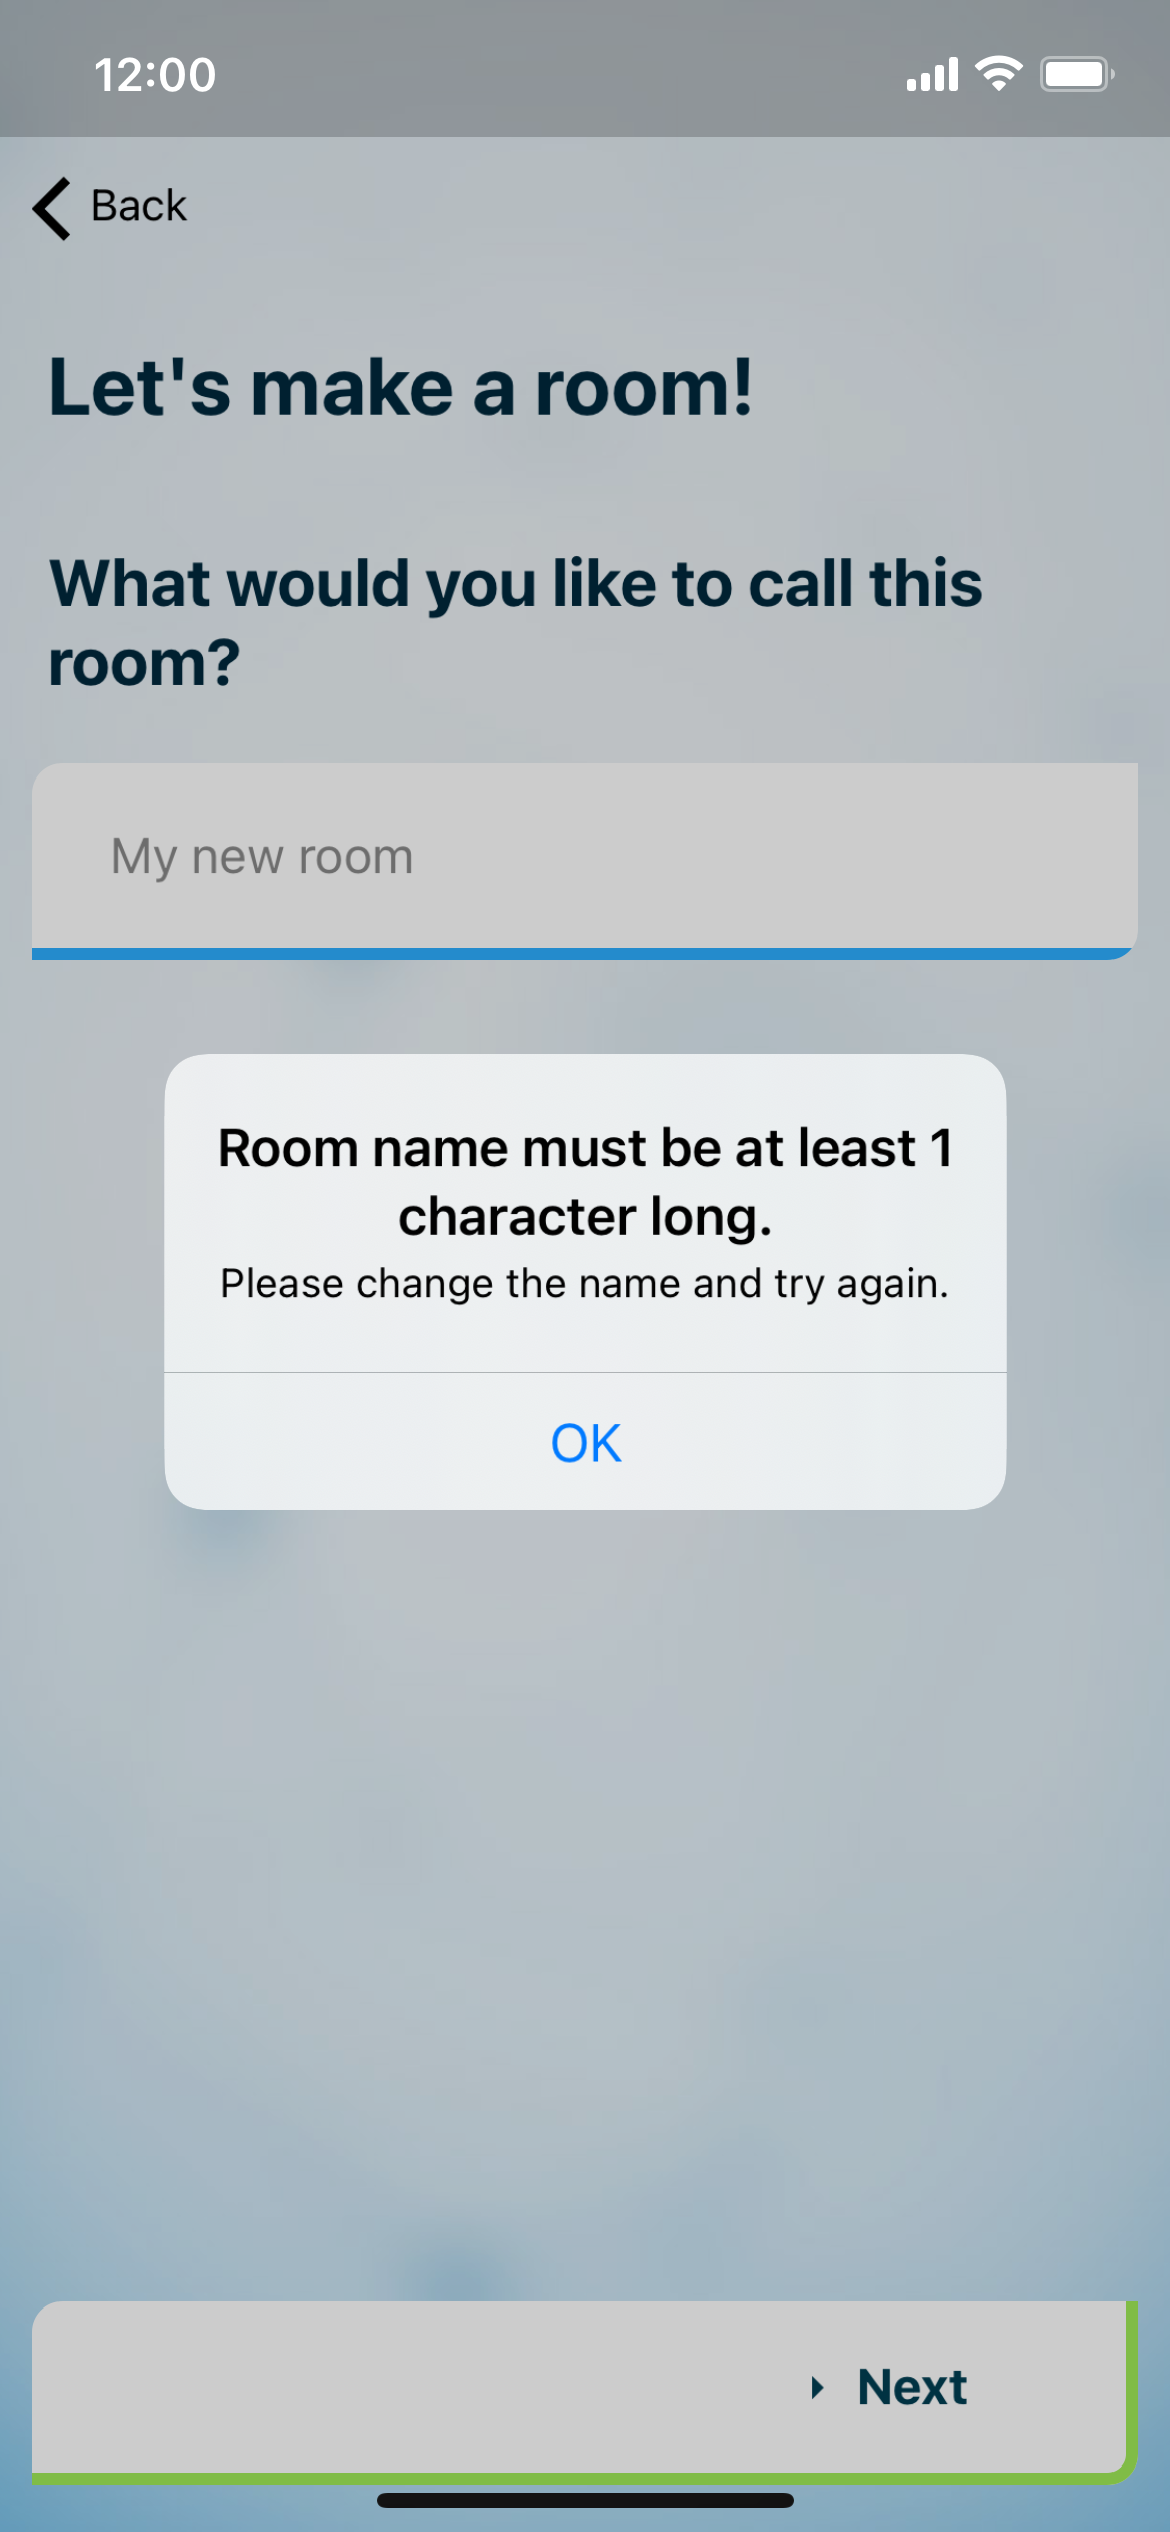 12:00
Back
Let's make a room!
What would you like to call this
room?
My new room
Room name must be at least 1
character long.
Please change the name and try again.
OK
Next